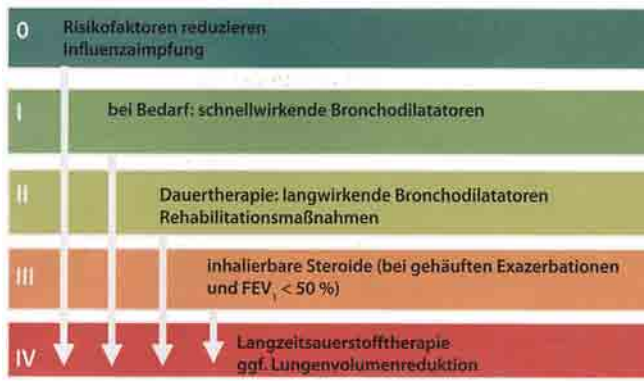 0 Risikofaktoren reduzieren
Influenzaimpfung
I bei Bedarf: schnellwirkende Bronchodilatatoren
II Dauertherapie: langwirkende Bronchodilatatoren
Rehabilitationsmaßnahmen
III inhalierbare Steroide (bei gehäuften Exazerbationen
und FEV₁ < 50 %)
IV Langzeitsauerstofftherapie
ggf. Lungenvolumenreduktion